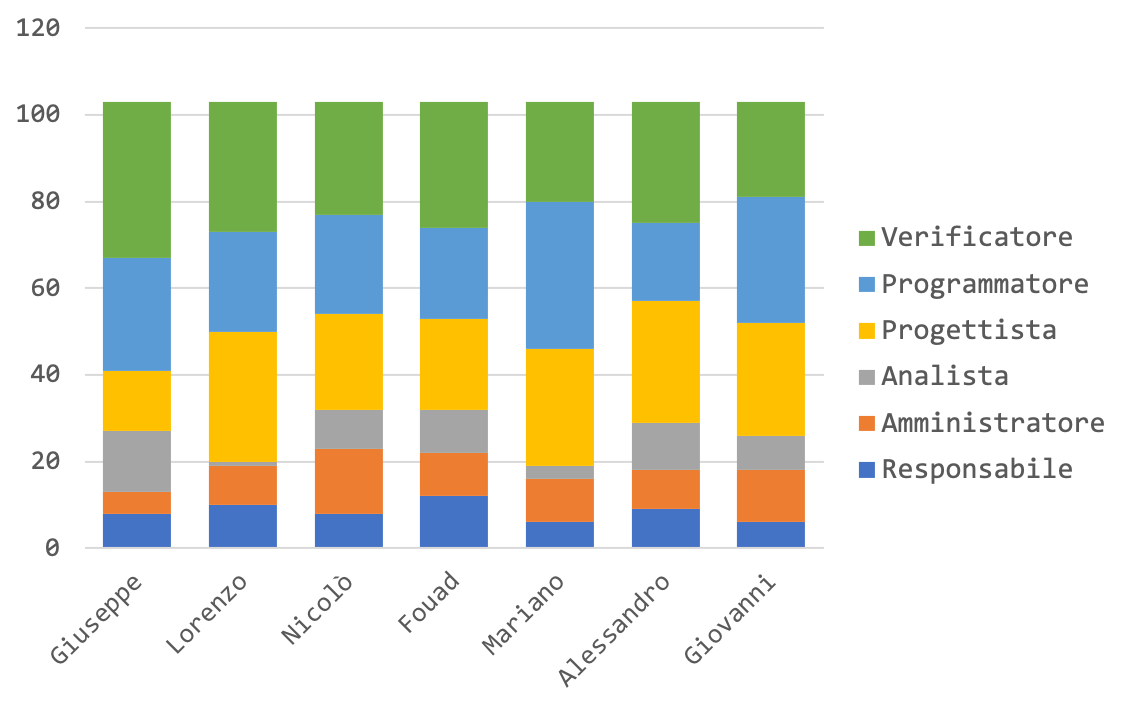 120
100
80
60
40
20
0
Giuseppe
Lorenzo
Nicolò
Fouad
Mariano
Alessandro
Giovanni
Verificatore
Programmatore
Progettista
Analista
Amministratore
Responsabile